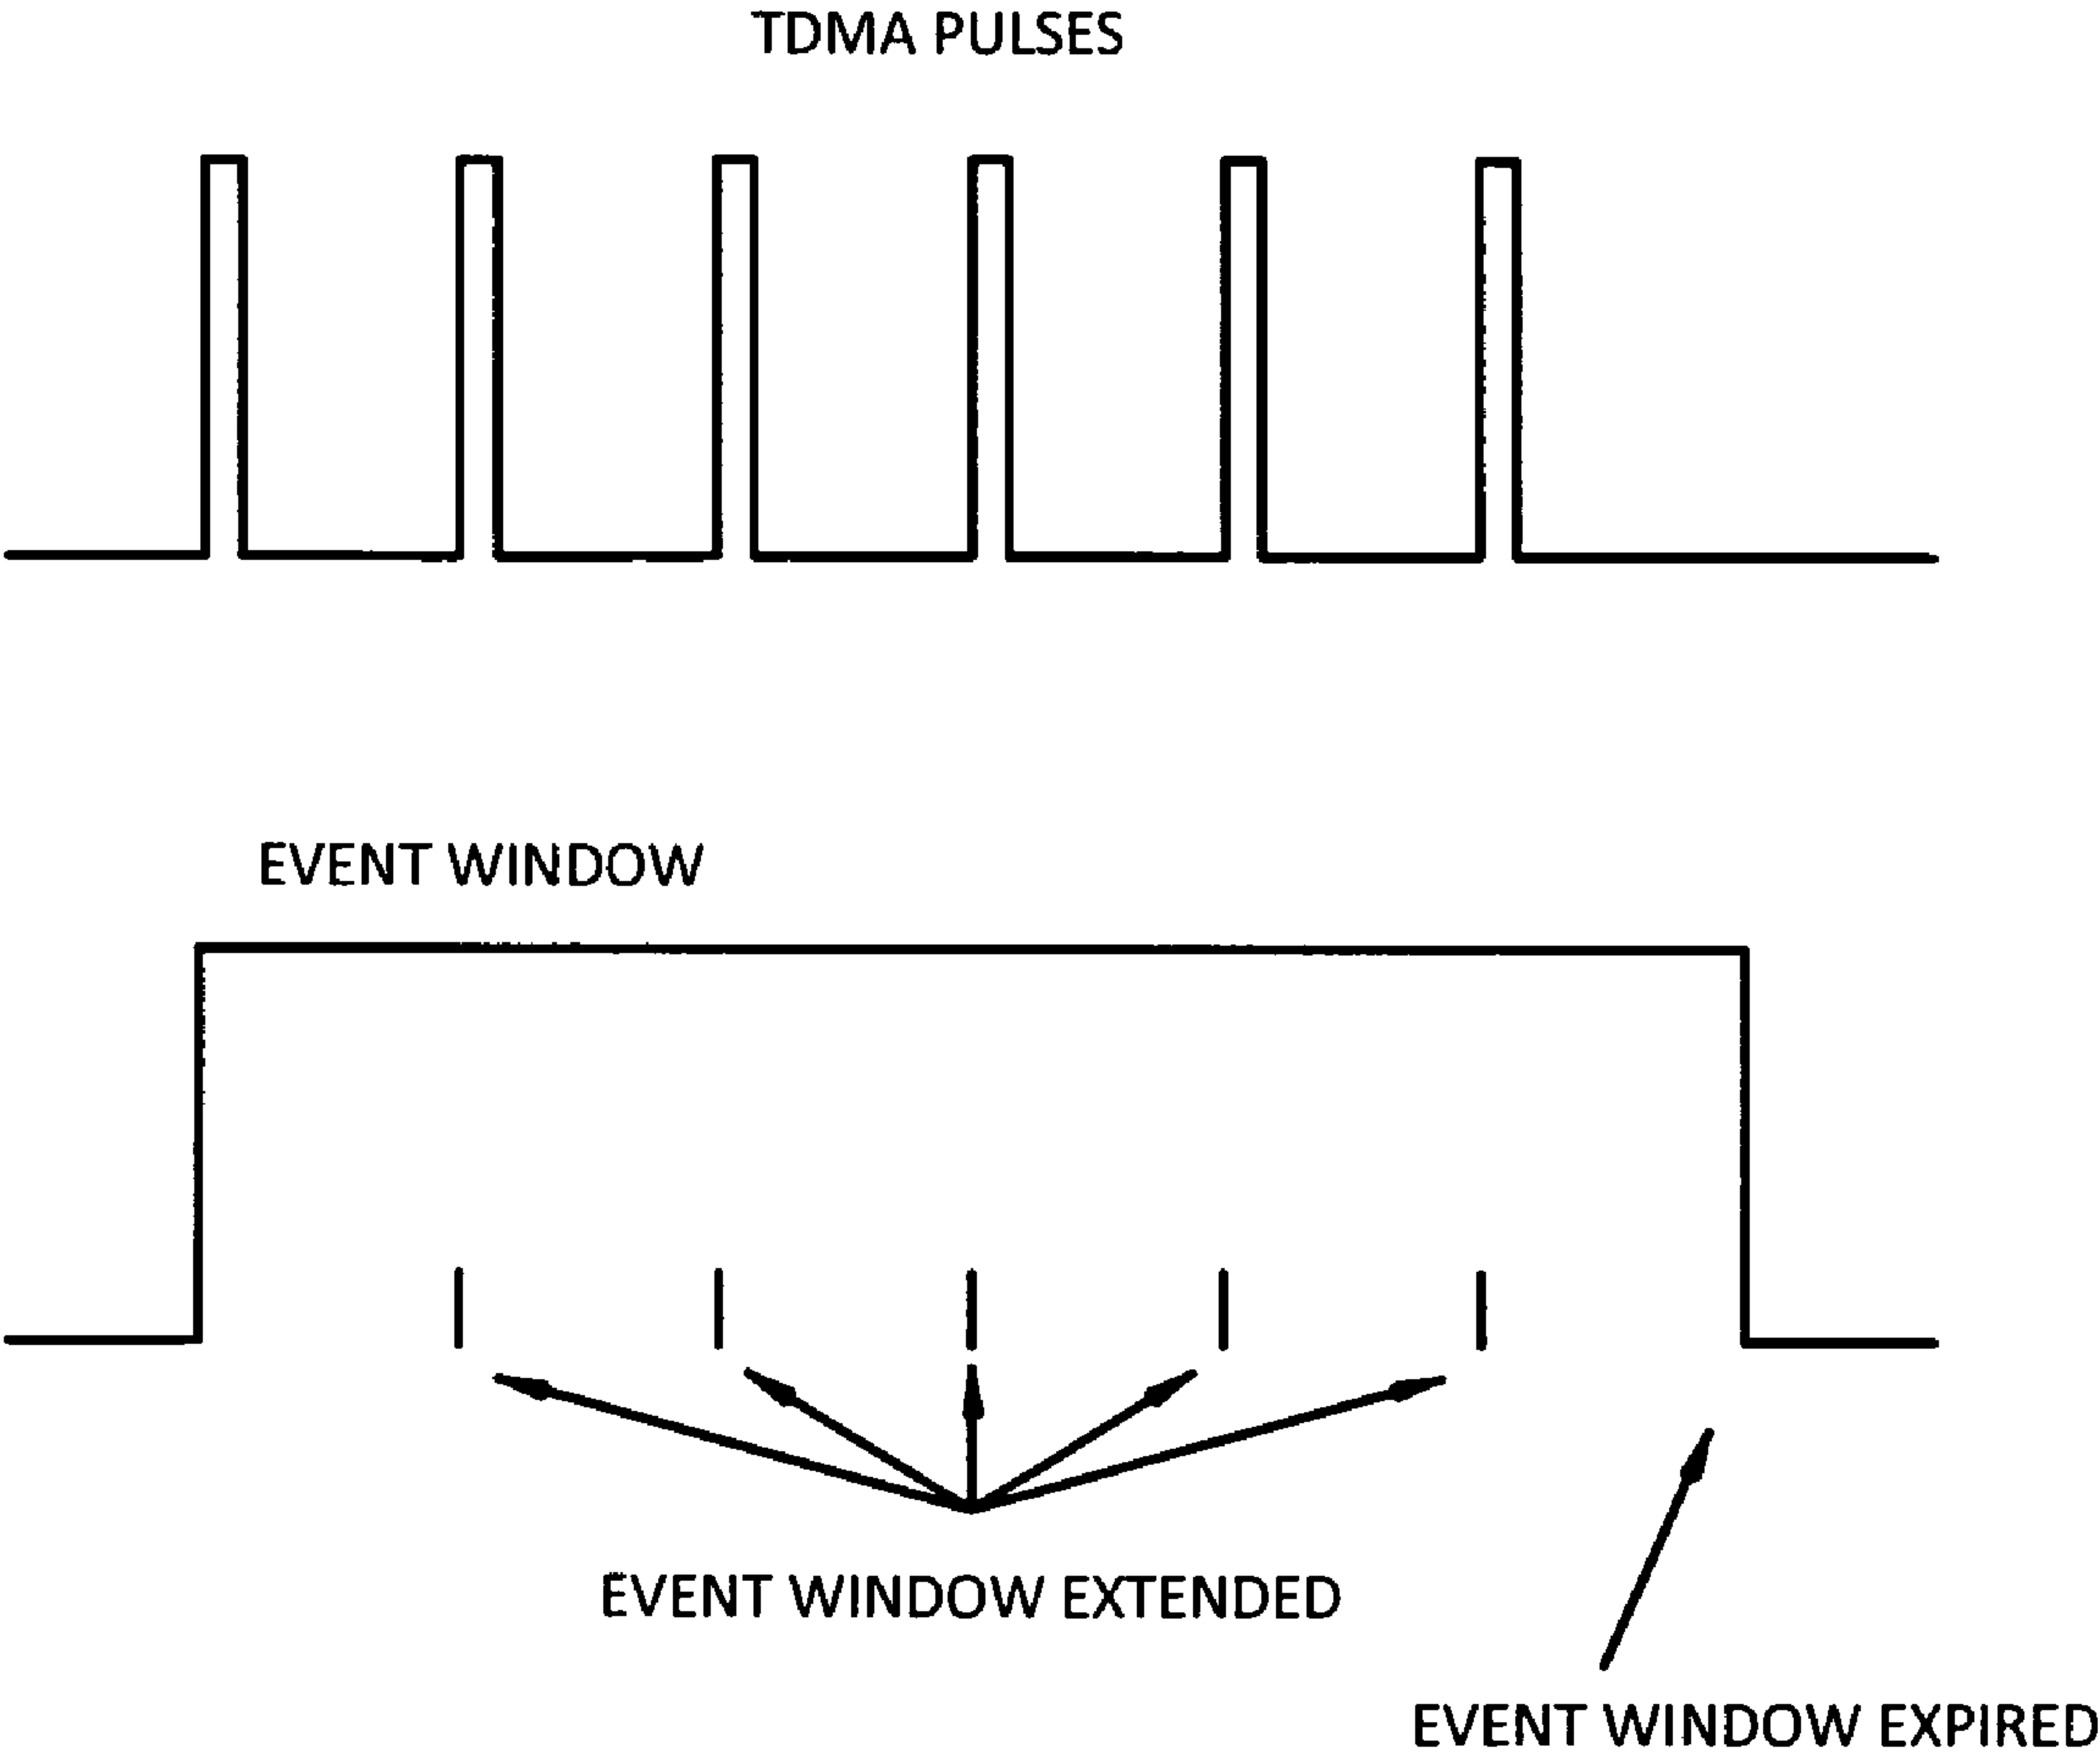 TDMA PULSES
EVENT WINDOW
EVENT WINDOW EXTENDED
EVENT WINDOW EXPIRED